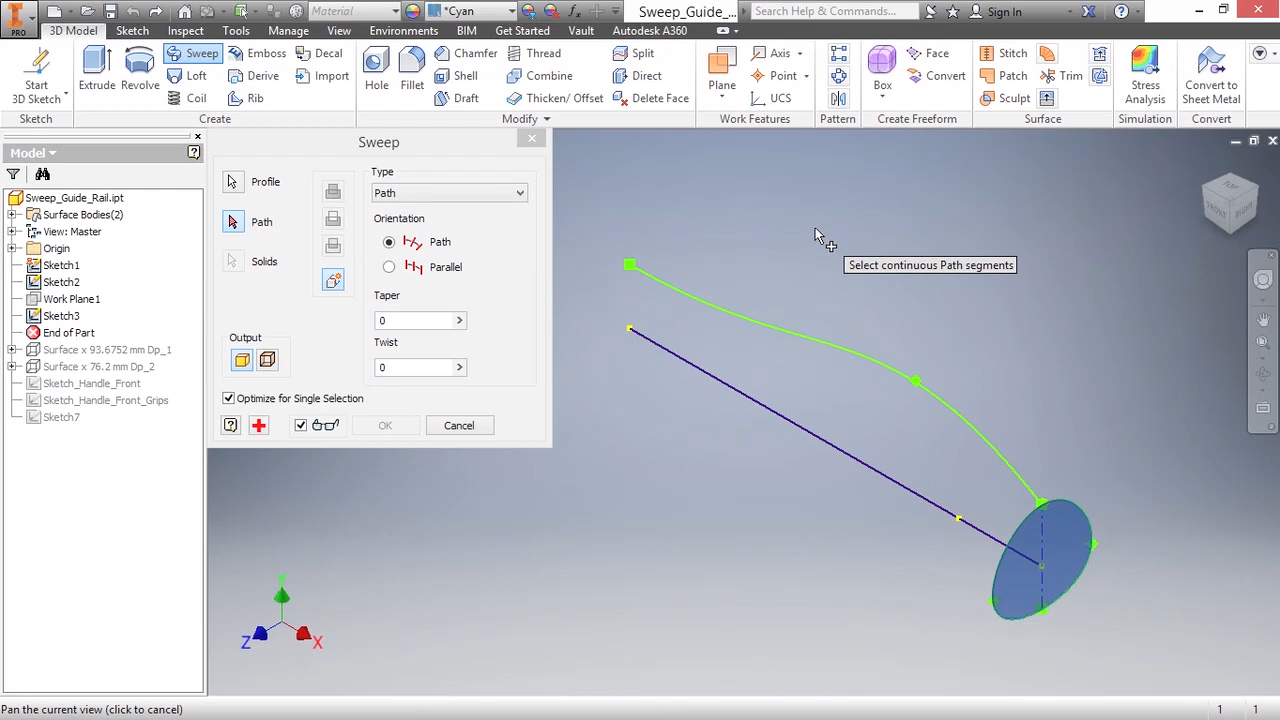 Material
*Cyan
Sweep_Guide_...
Search Help & Commands...
Sign In
PRO
3D Model
Sketch
Inspect
Tools
Manage
View
Environments
BIM
Get Started
Vault
Autodesk A360
Start
3D Sketch
Extrude
Revolve
Sweep
Loft
Coil
Emboss
Derive
Rib
Decal
Import
Hole
Fillet
Chamfer
Shell
Draft
Thread
Combine
Thicken/ Offset
Split
Direct
Delete Face
Plane
Axis
Point
UCS
Box
Face
Convert
Stitch
Patch
Sculpt
Trim
Stress
Analysis
Convert to
Sheet Metal
Sketch
Create
Modify
Work Features
Pattern
Create Freeform
Surface
Simulation
Convert
Model
Sweep_Guide_Rail.ipt
Surface Bodies(2)
View: Master
Origin
Sketch1
Sketch2
Work Plane1
Sketch3
End of Part
Surface x 93.6752 mm Dp_1
Surface x 76.2 mm Dp_2
Sketch_Handle_Front
Sketch_Handle_Front_Grips
Sketch7
Sweep
Profile
Path
Solids
Output
Type
Path
Orientation
Path
Parallel
Taper
0
Twist
0
Optimize for Single Selection
OK
Cancel
Select continuous Path segments
TOP
FRONT
RIGHT
Y
Z
X
Pan the current view (click to cancel)
1
1